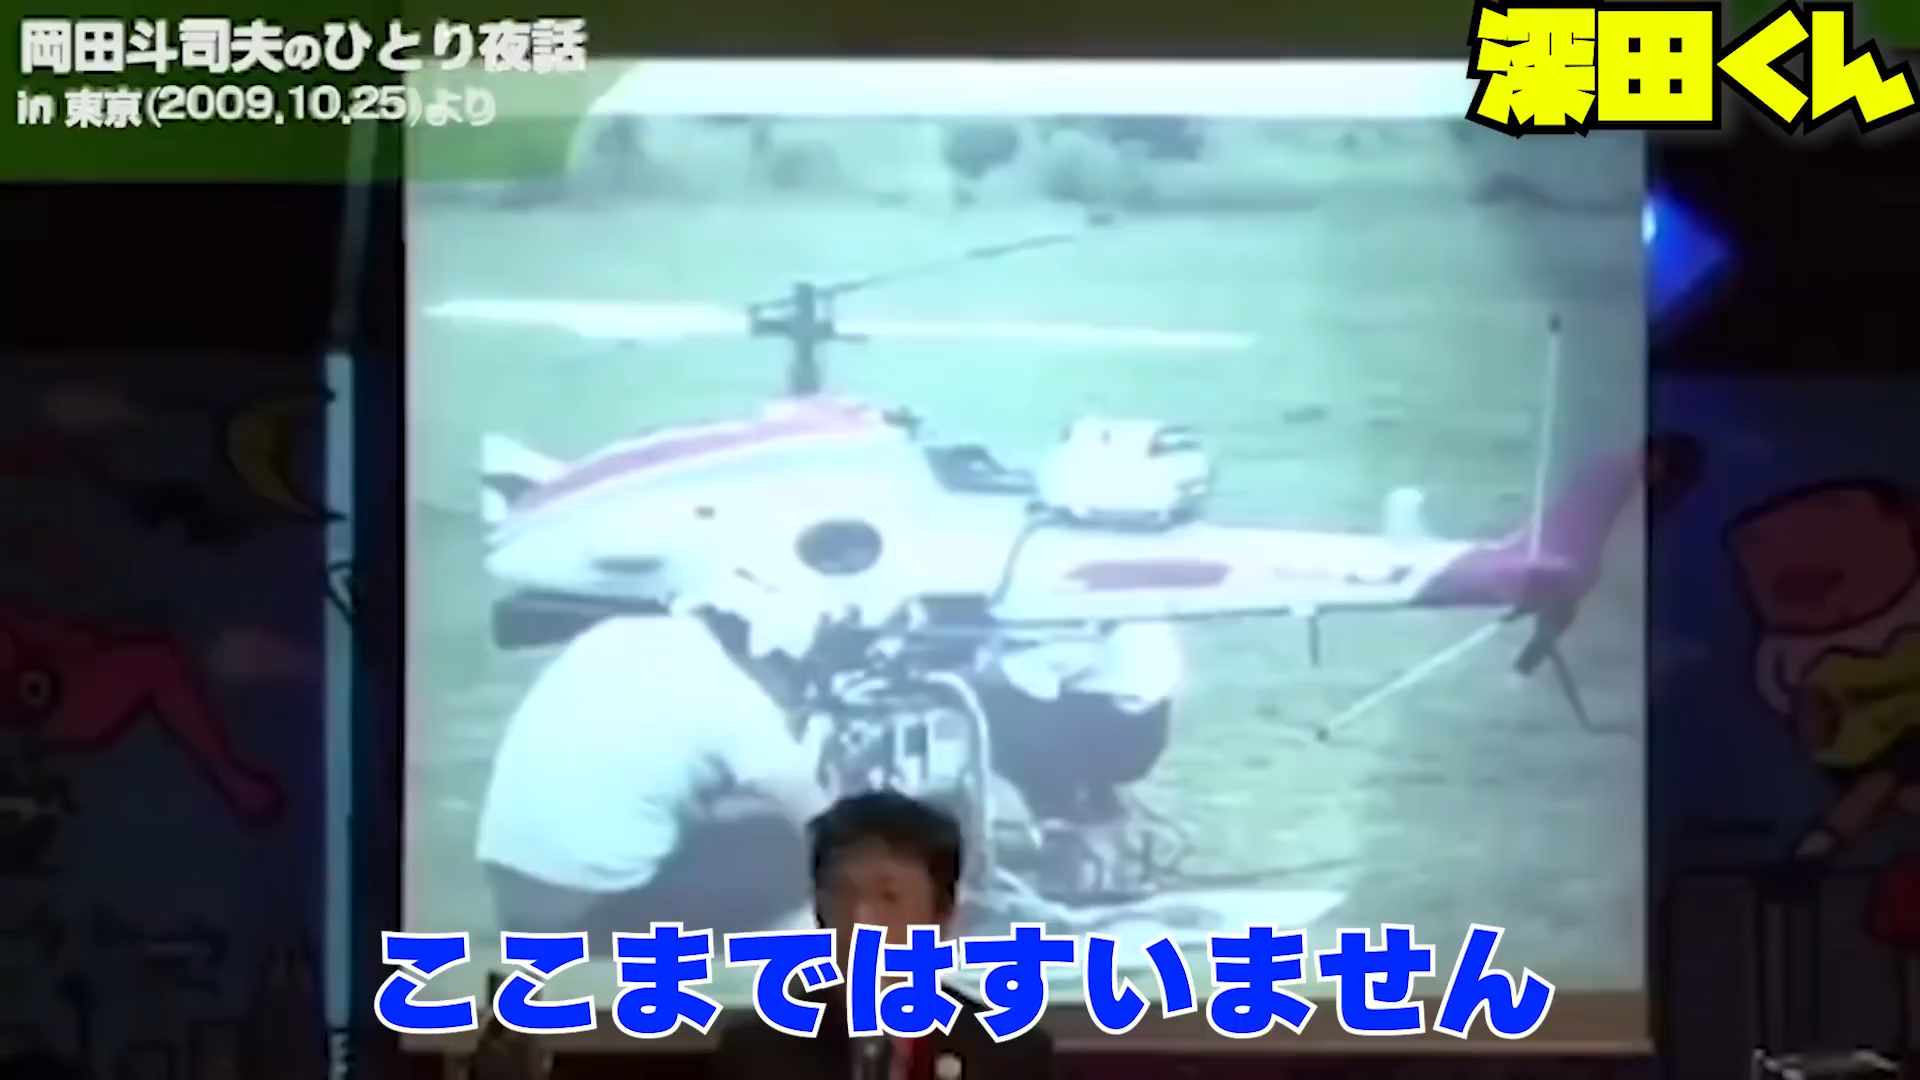 岡田斗司夫のひとり夜話
in 東京(2009.10.25)より
深田くん
ここまではすいません